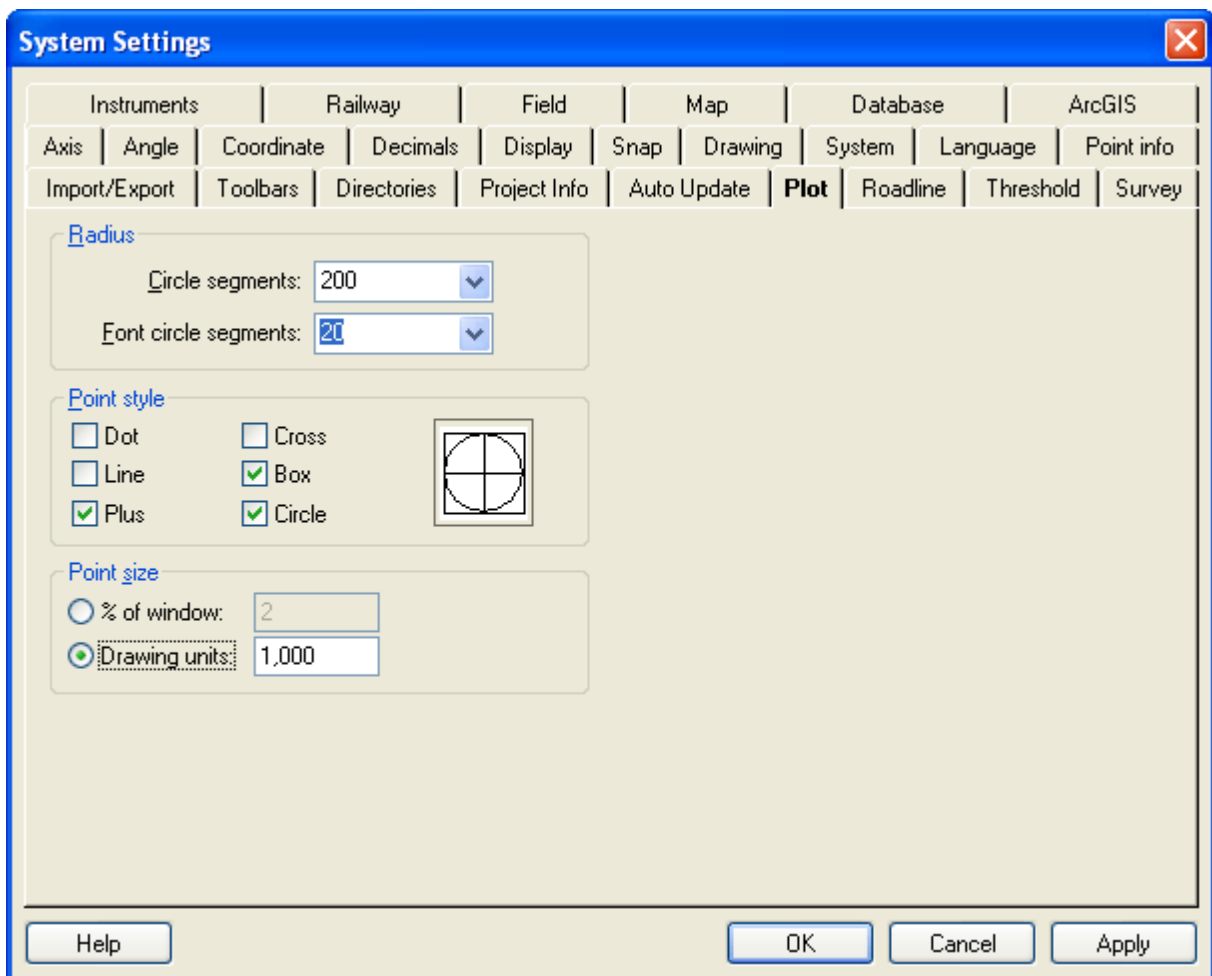 System Settings
Instruments Railway Field Map Database ArcGIS
Axis Angle Coordinate Decimals Display Snap Drawing System Language Point info
Import/Export Toolbars Directories Project Info Auto Update Plot Roadline Threshold Survey
Radius
Circle segments: 200
Font circle segments: 20
Point style
Dot Cross
Line Box
Plus Circle
Point size
% of window: 2
Drawing units: 1,000
Help OK Cancel Apply